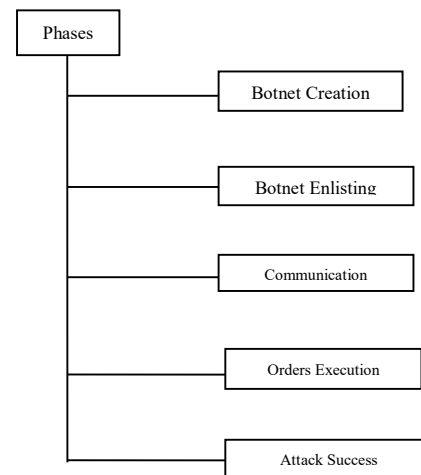 Phases
Botnet Creation
Botnet Enlisting
Communication
Orders Execution
Attack Success